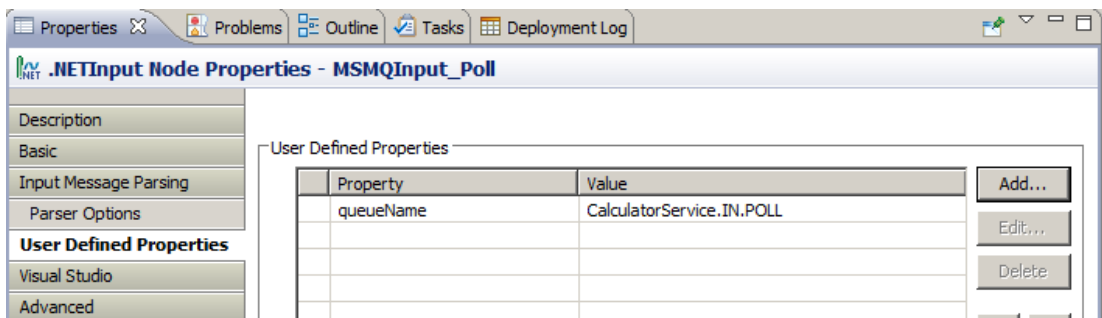 Properties Problems Outline Tasks Deployment Log
.NET .NETInput Node Properties - MSMQInput_Poll
Description
Basic
User Defined Properties
Input Message Parsing
Property Value Add...
Parser Options
queueName CalculatorService.IN.POLL
Edit...
User Defined Properties
Visual Studio
Delete
Advanced